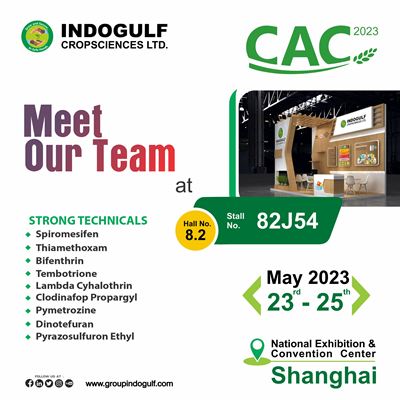 INDOGULF
CROPSCIENCES LTD.
CAC 2023
Meet
Our Team
at
INDOGULF
CROPSCIENCES LTD.
Hall No.
8.2
Stall
No. 82J54
STRONG TECHNICALS
Spiromesifen
Thiamethoxam
Bifenthrin
Tembotrione
Lambda Cyhalothrin
Clodinafop Propargyl
Pymetrozine
Dinotefuran
Pyrazosulfuron Ethyl
May 2023
23rd - 25th
National Exhibition &
Convention Center
Shanghai
FOLLOW US AT
www.groupindogulf.com